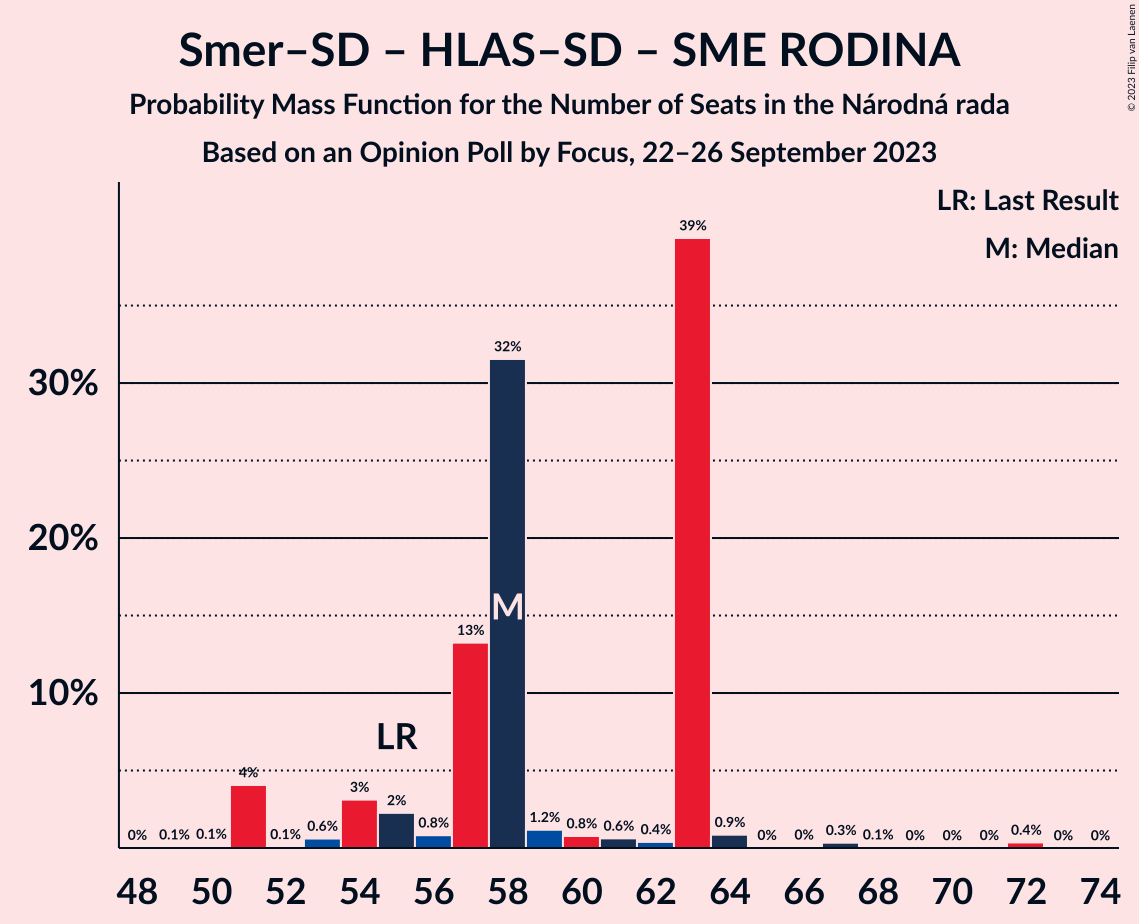 Smer–SD – HLAS–SD – SME RODINA
Probability Mass Function for the Number of Seats in the Národná rada
Based on an Opinion Poll by Focus, 22–26 September 2023
© 2023 Filip van Laenen
LR: Last Result
M: Median
39%
32%
30%
20%
M
13%
10%
LR
4% 3% 2%
0% 0.1% 0.1% 0.1% 0.6% 0.8% 1.2% 0.8% 0.6% 0.4% 0.9% 0% 0% 0.3% 0.1% 0% 0% 0% 0.4% 0% 0%
48 50 52 54 56 58 60 62 64 66 68 70 72 74